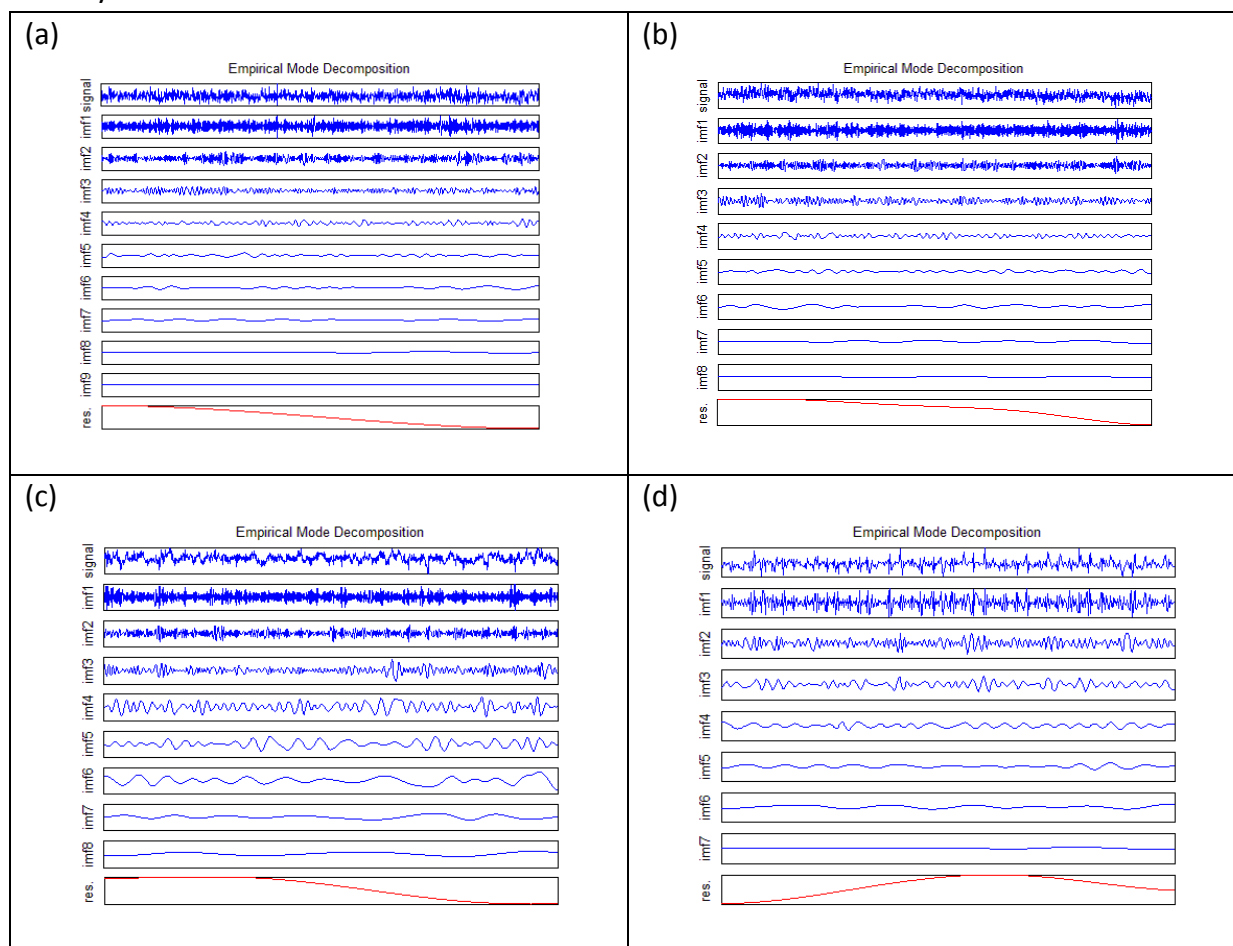 (a)
Empirical Mode Decomposition
signal
imf1
imf2
imf3
imf4
imf5
imf6
imf7
imf8
imf9
res.
(b)
Empirical Mode Decomposition
signal
imf1
imf2
imf3
imf4
imf5
imf6
imf7
imf8
res.
(c)
Empirical Mode Decomposition
signal
imf1
imf2
imf3
imf4
imf5
imf6
imf7
imf8
res.
(d)
Empirical Mode Decomposition
signal
imf1
imf2
imf3
imf4
imf5
imf6
imf7
res.